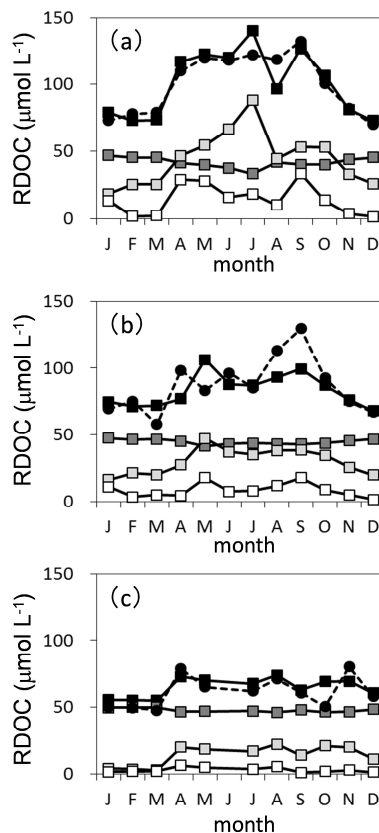 (a)
RDOC (μmol L⁻¹)
150
100
50
0
J F M A M J J A S O N D
month
(b)
RDOC (μmol L⁻¹)
150
100
50
0
J F M A M J J A S O N D
month
(c)
RDOC (μmol L⁻¹)
150
100
50
0
J F M A M J J A S O N D
month